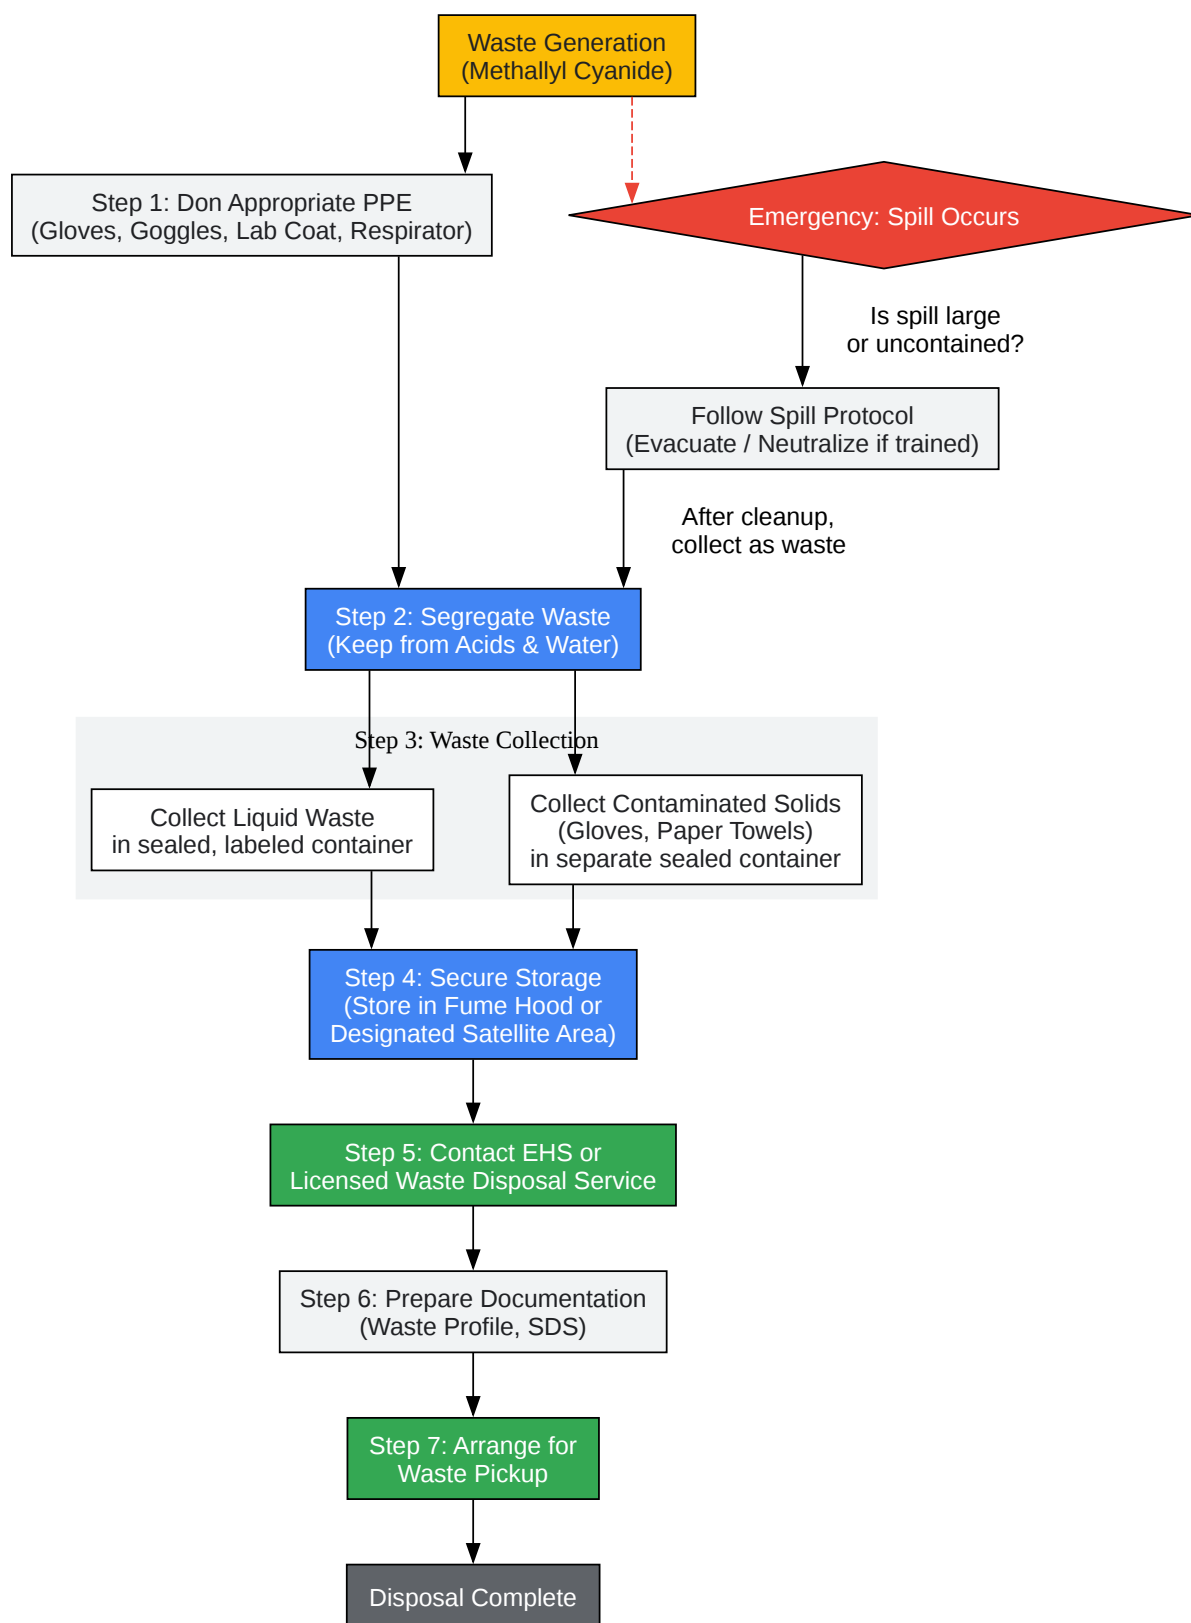 Waste Generation
(Methallyl Cyanide)
Step 1: Don Appropriate PPE
(Gloves, Goggles, Lab Coat, Respirator)
Emergency: Spill Occurs
Is spill large
or uncontained?
Follow Spill Protocol
(Evacuate / Neutralize if trained)
After cleanup,
collect as waste
Step 2: Segregate Waste
(Keep from Acids & Water)
Step 3: Waste Collection
Collect Liquid Waste
in sealed, labeled container
Collect Contaminated Solids
(Gloves, Paper Towels)
in separate sealed container
Step 4: Secure Storage
(Store in Fume Hood or
Designated Satellite Area)
Step 5: Contact EHS or
Licensed Waste Disposal Service
Step 6: Prepare Documentation
(Waste Profile, SDS)
Step 7: Arrange for
Waste Pickup
Disposal Complete